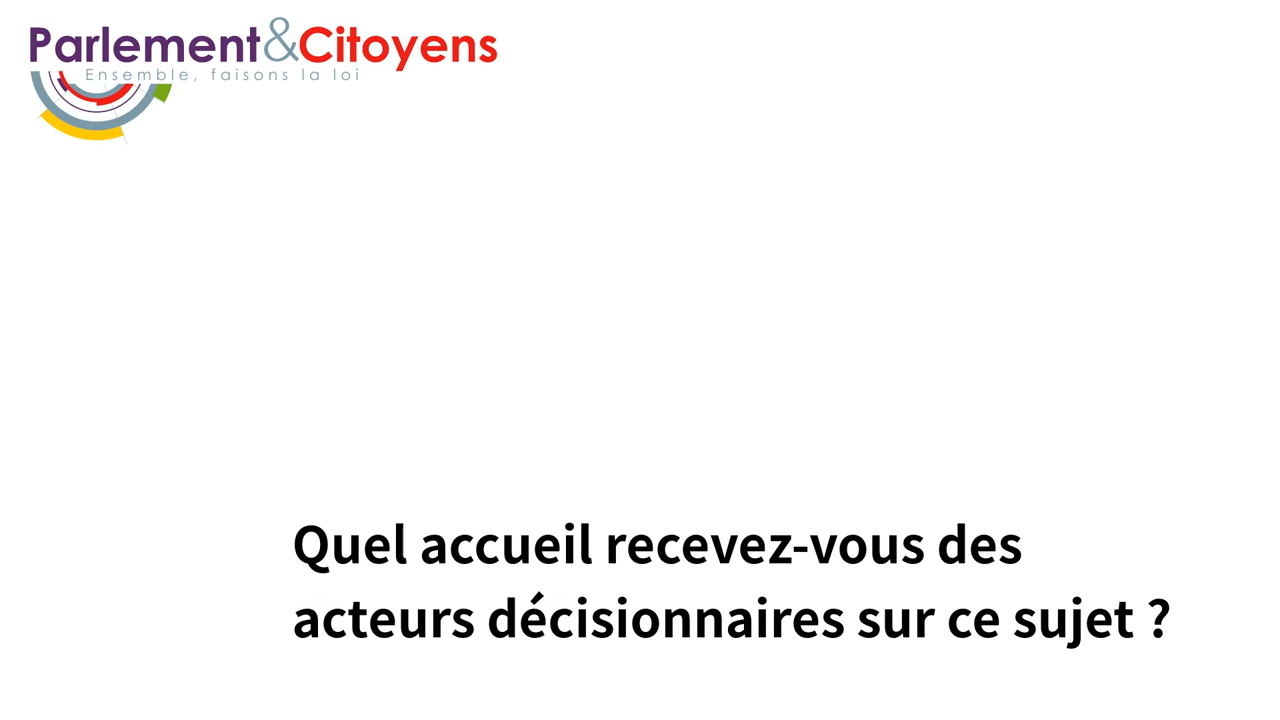 Parlement&Citoyens
Ensemble, faisons la loi
Quel accueil recevez-vous des
acteurs décisionnaires sur ce sujet ?